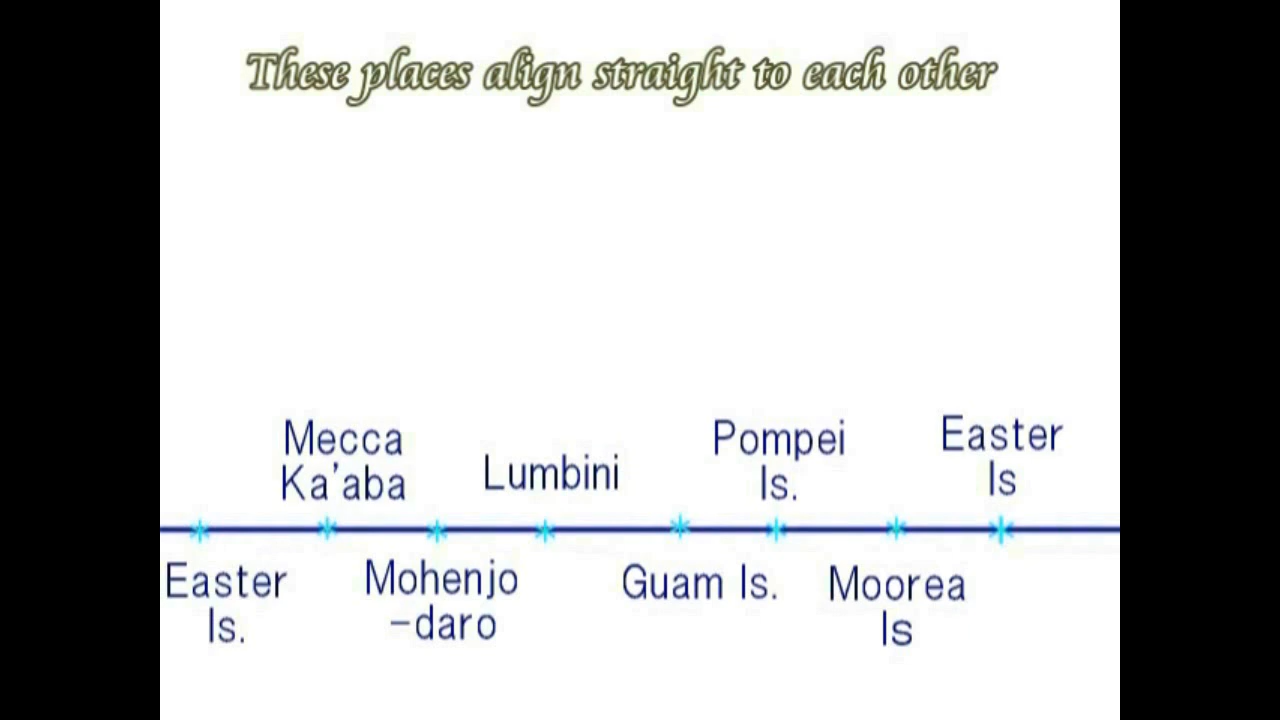 These places align straight to each other
Mecca
Ka'aba
Lumbini
Pompei
Is.
Easter
Is
Easter
Is.
Mohenjo
-daro
Guam Is.
Moorea
Is